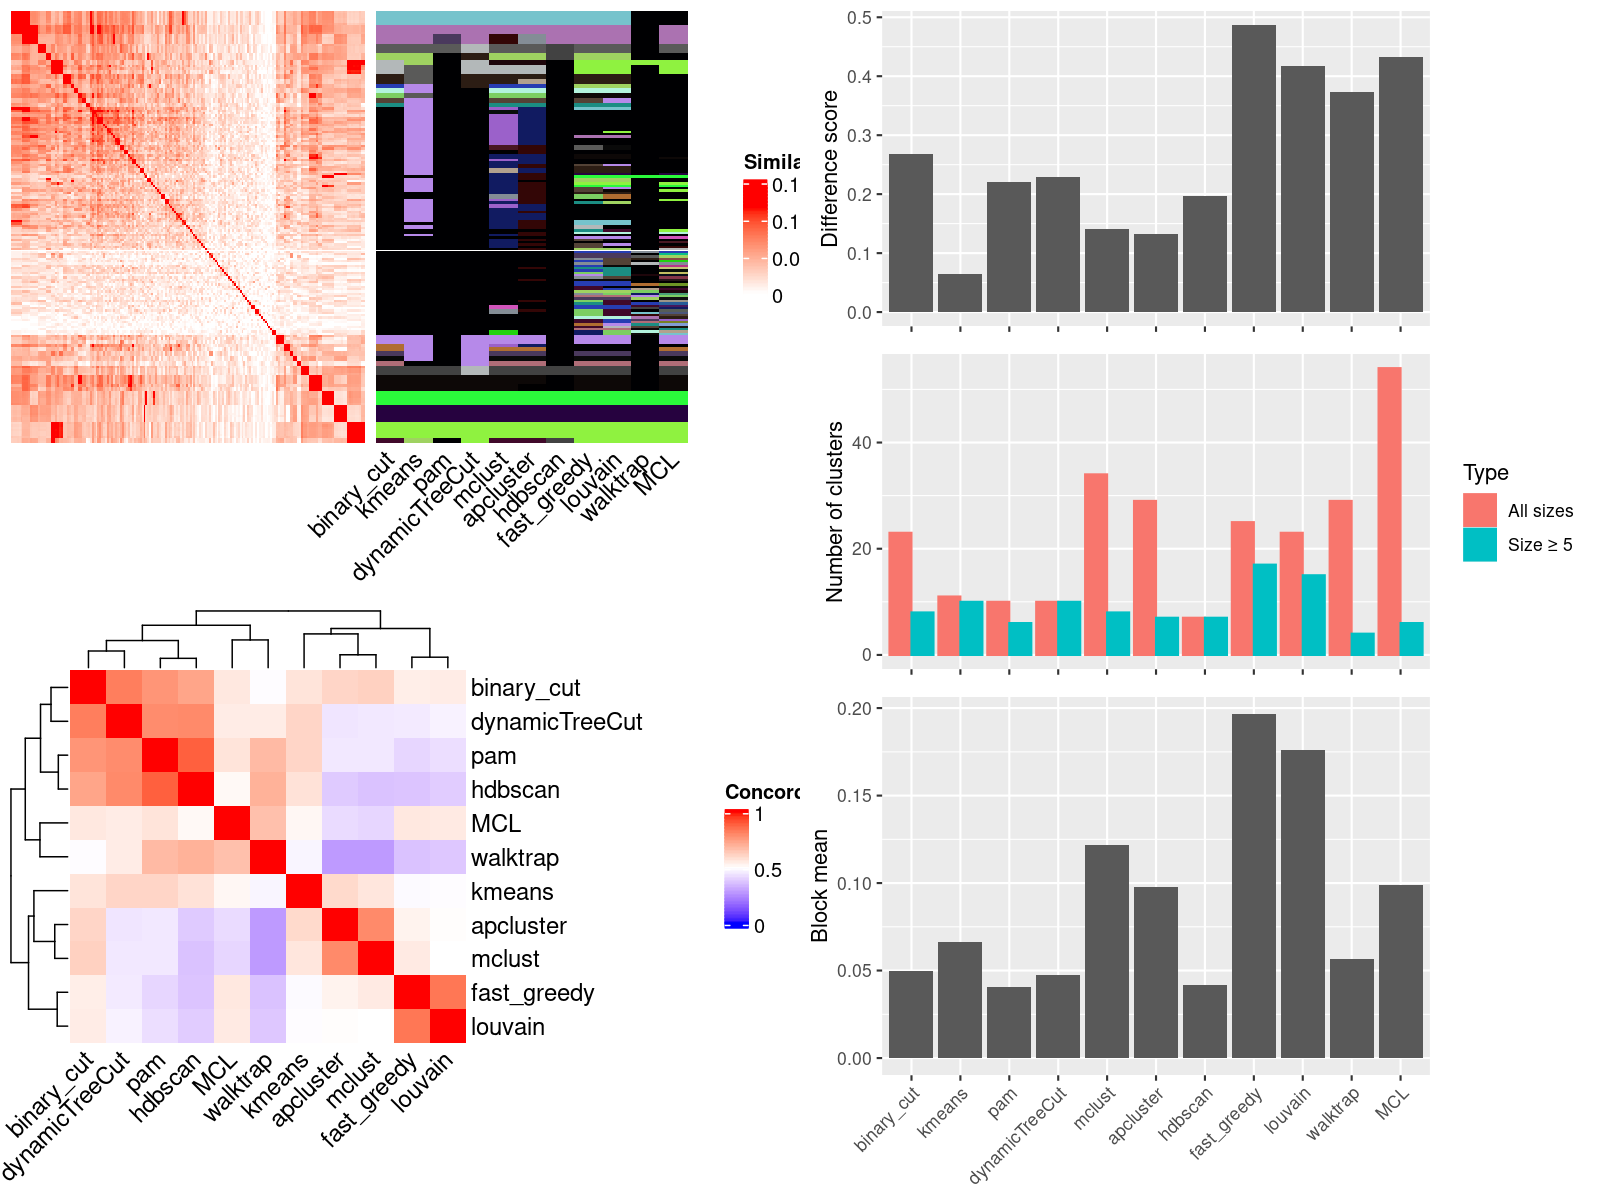 Simila
0.1
0.1
0.0
0
binary_cut
kmeans
pam
dynamicTreeCut
mclust
apcluster
hdbscan
fast_greedy
louvain
walktrap
MCL
binary_cut
dynamicTreeCut
pam
hdbscan
MCL
walktrap
kmeans
apcluster
mclust
fast_greedy
louvain
binary_cut
dynamicTreeCut
pam
hdbscan
MCL
walktrap
kmeans
apcluster
mclust
fast_greedy
louvain
Concord
1
0.5
0
Difference score
0.5
0.4
0.3
0.2
0.1
0.0
Number of clusters
40
20
0
Type
All sizes
Size ≥ 5
Block mean
0.20
0.15
0.10
0.05
0.00
binary_cut
kmeans
pam
dynamicTreeCut
mclust
apcluster
hdbscan
fast_greedy
louvain
walktrap
MCL